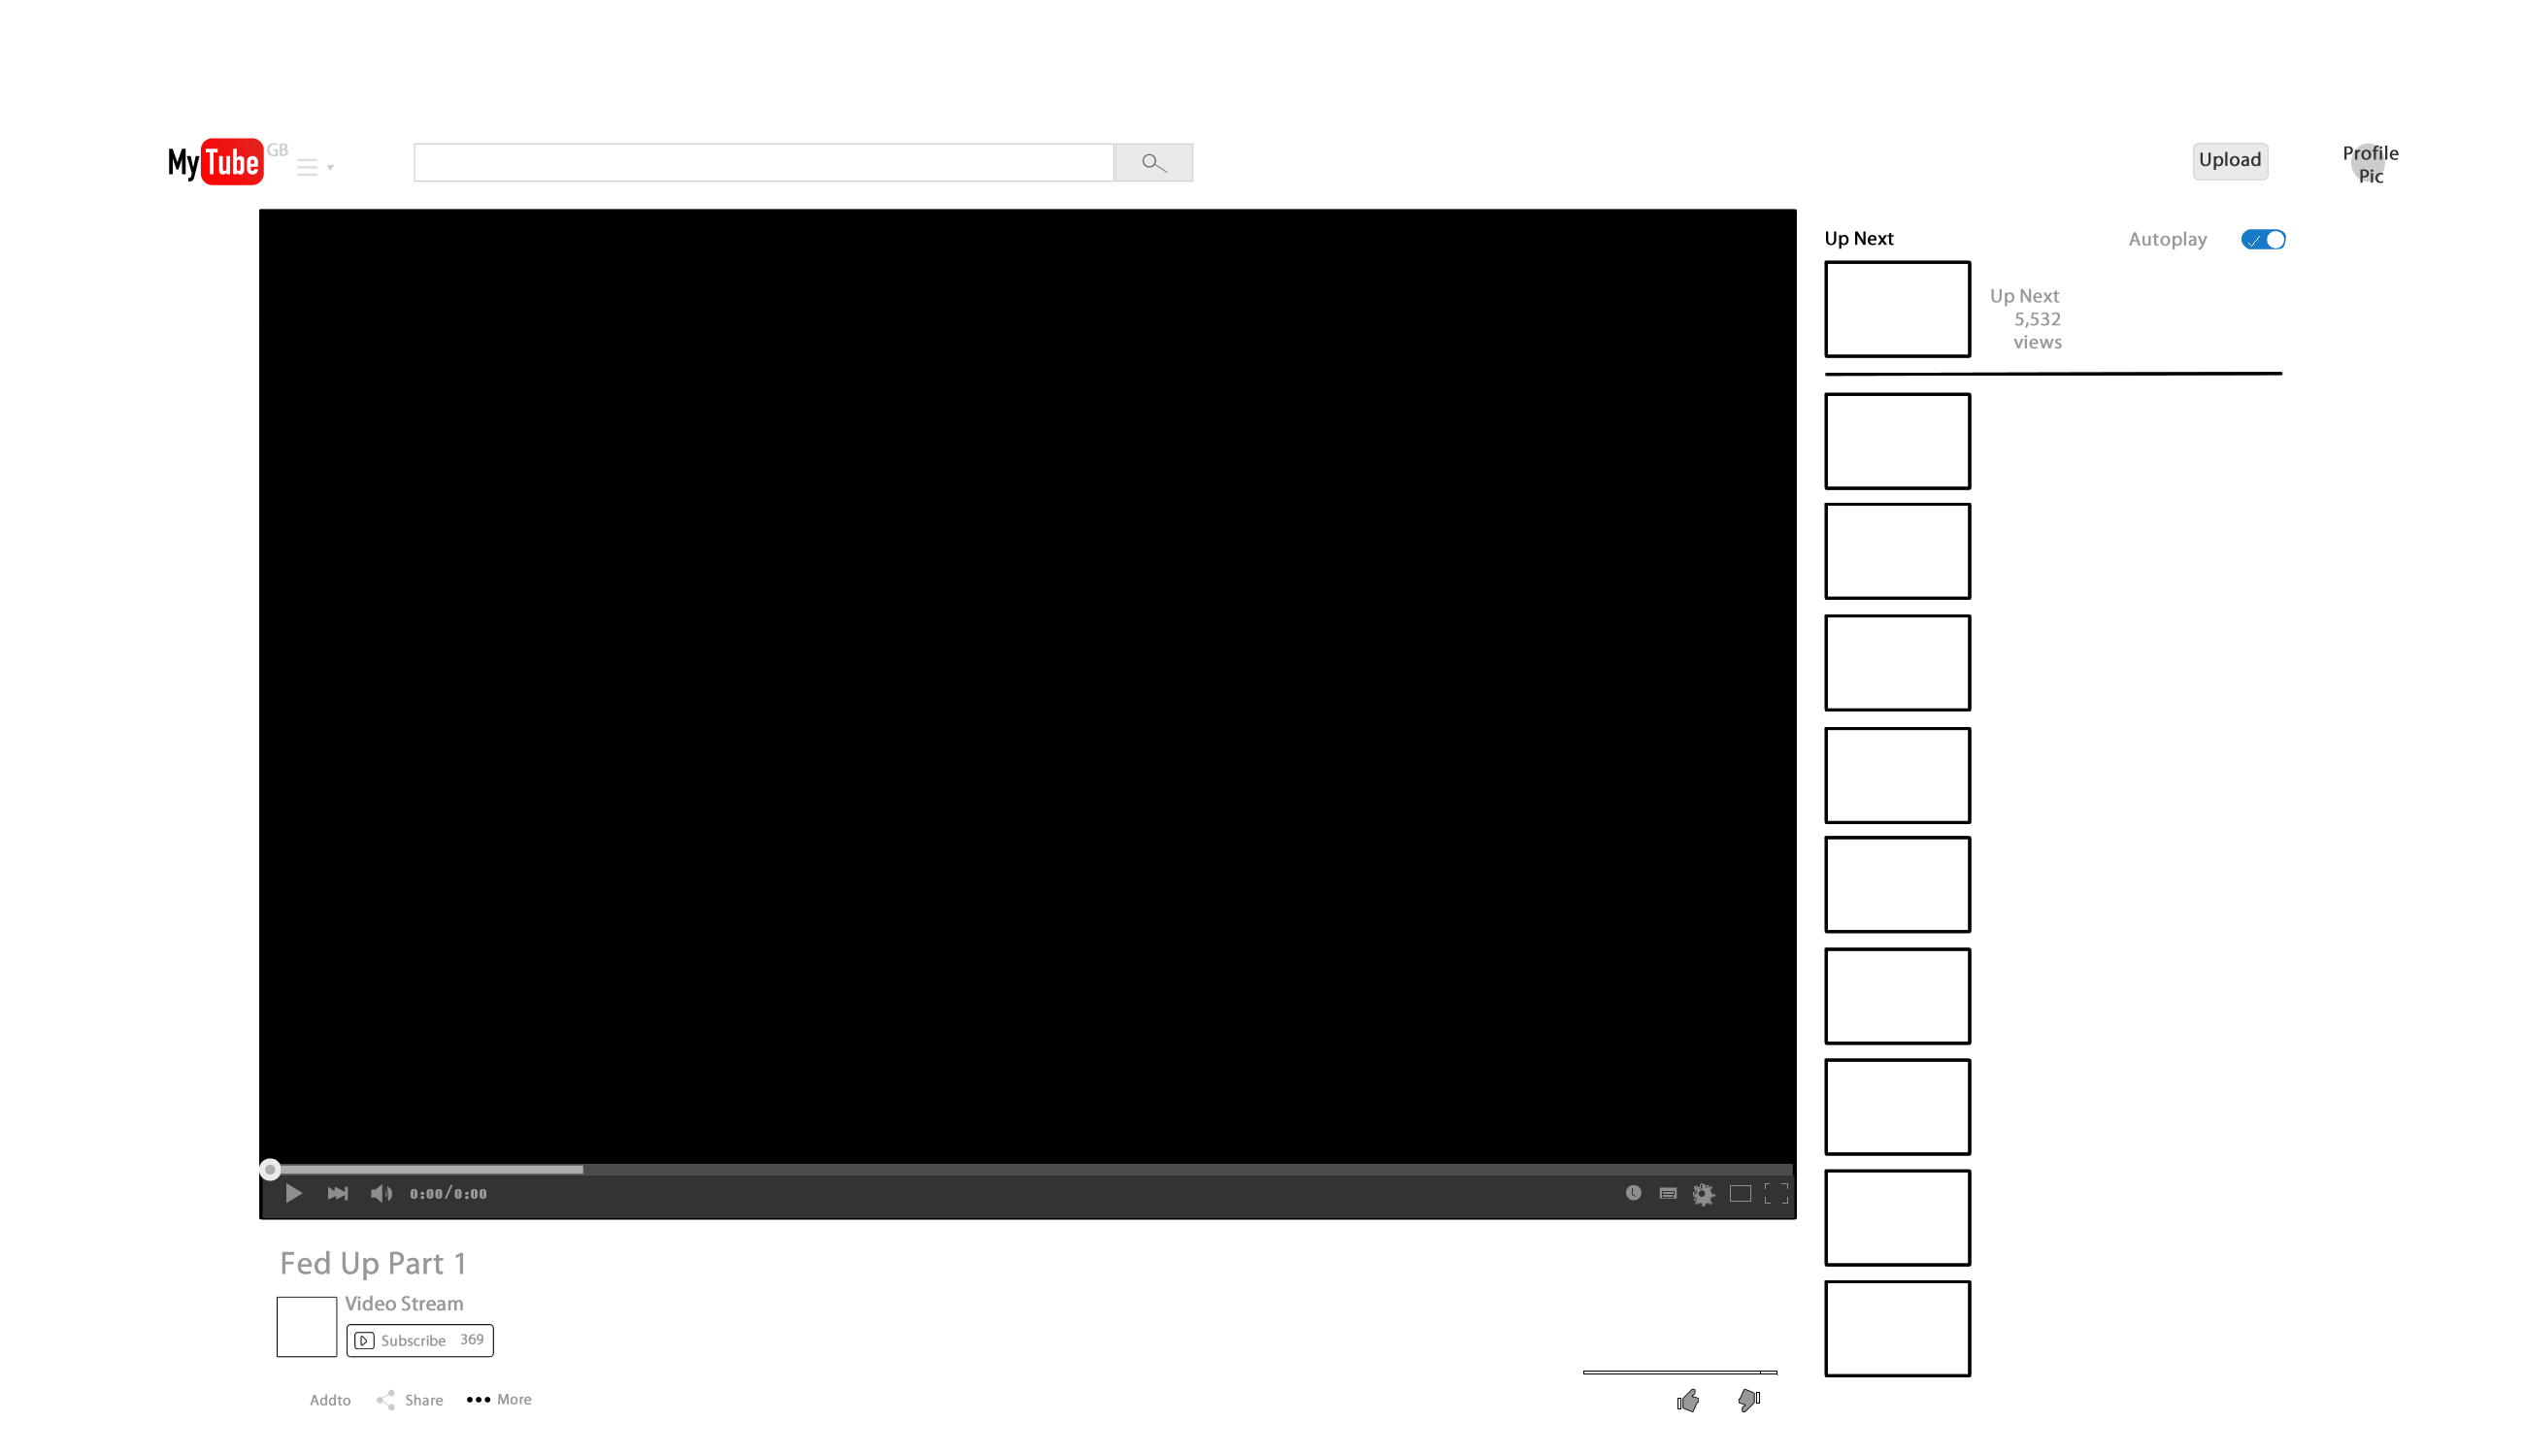 MyTube GB
Upload
Profile
Pic
Up Next
Autoplay
Up Next
5,532
views
0:00/0:00
Fed Up Part 1
Video Stream
Subscribe 369
Addto
Share
More